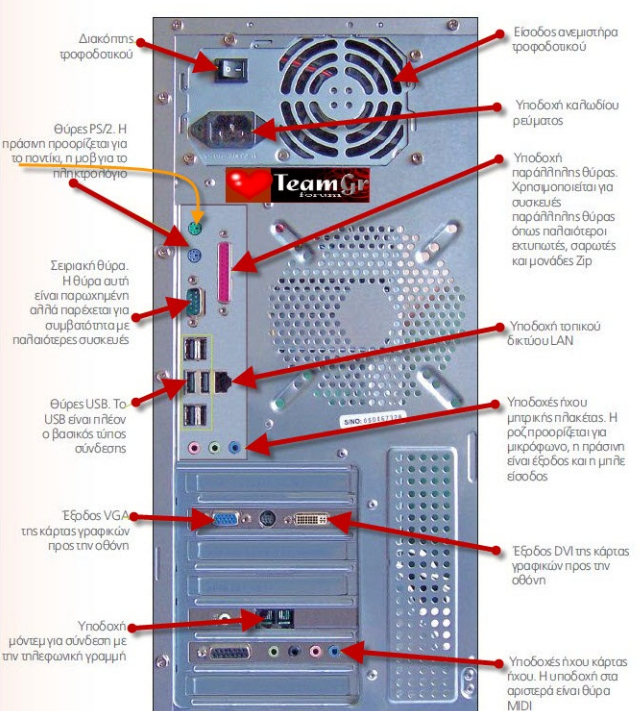 Διακόπτης
τροφοδοτικού
Είσοδος ανεμιστήρα
τροφοδοτικού
Υποδοχή καλωδίου
ρεύματος
Θύρες PS/2. Η
πράσινη προορίζεται για
το ποντίκι, η μοβ για το
πληκτρολόγιο
Υποδοχή
παράλληλης θύρας.
Χρησιμοποιείται για
συσκευές
παράλληλης θύρας
όπως παλαιότεροι
εκτυπωτές, σαρωτές
και μονάδες Zip
TeamGr
forum
Σειριακή θύρα.
Η θύρα αυτή
είναι παρωχημένη
αλλά παρέχεται για
συμβατότητα με
παλαιότερες συσκευές
Υποδοχή τοπικού
δικτύου LAN
Θύρες USB. Το
USB είναι πλέον
ο βασικός τύπος
σύνδεσης
Υποδοχές ήχου
μητρικής πλακέτας. Η
ροζ προορίζεται για
μικρόφωνο, η πράσινη
είναι έξοδος και η μπλε
είσοδος
Έξοδος VGA
της κάρτας γραφικών
προς την οθόνη
Έξοδος DVI της κάρτας
γραφικών προς την
οθόνη
Υποδοχή
μόντεμ για σύνδεση με
την τηλεφωνική γραμμή
Υποδοχές ήχου κάρτας
ήχου. Η υποδοχή στα
αριστερά είναι θύρα
MIDI